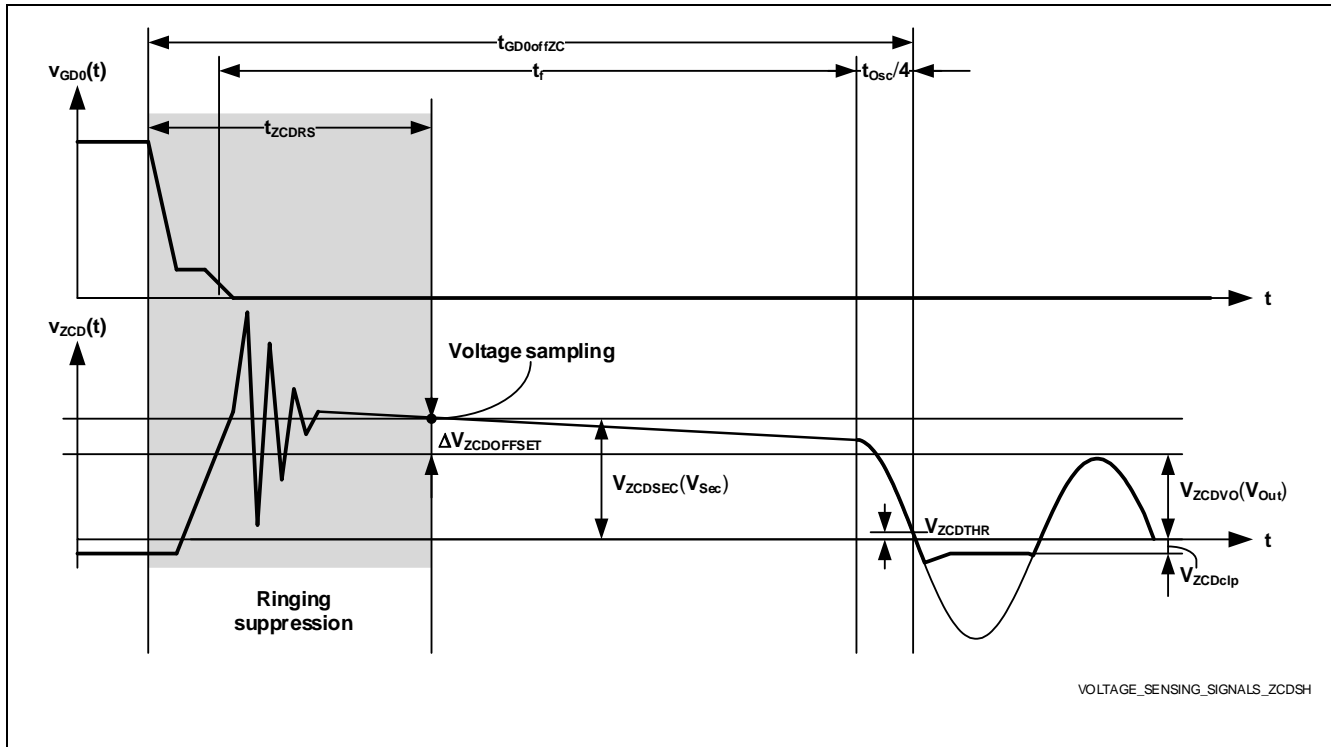 tGD0offZC
vGD0(t)
tf
tOsc/4
tZCDRS
t
vZCD(t)
Voltage sampling
ΔVZCDOFFSET
VZCDSEC(VSec)
VZCDVO(VOut)
VZCDTHR
t
VZCDclp
Ringing
suppression
VOLTAGE_SENSING_SIGNALS_ZCDSH